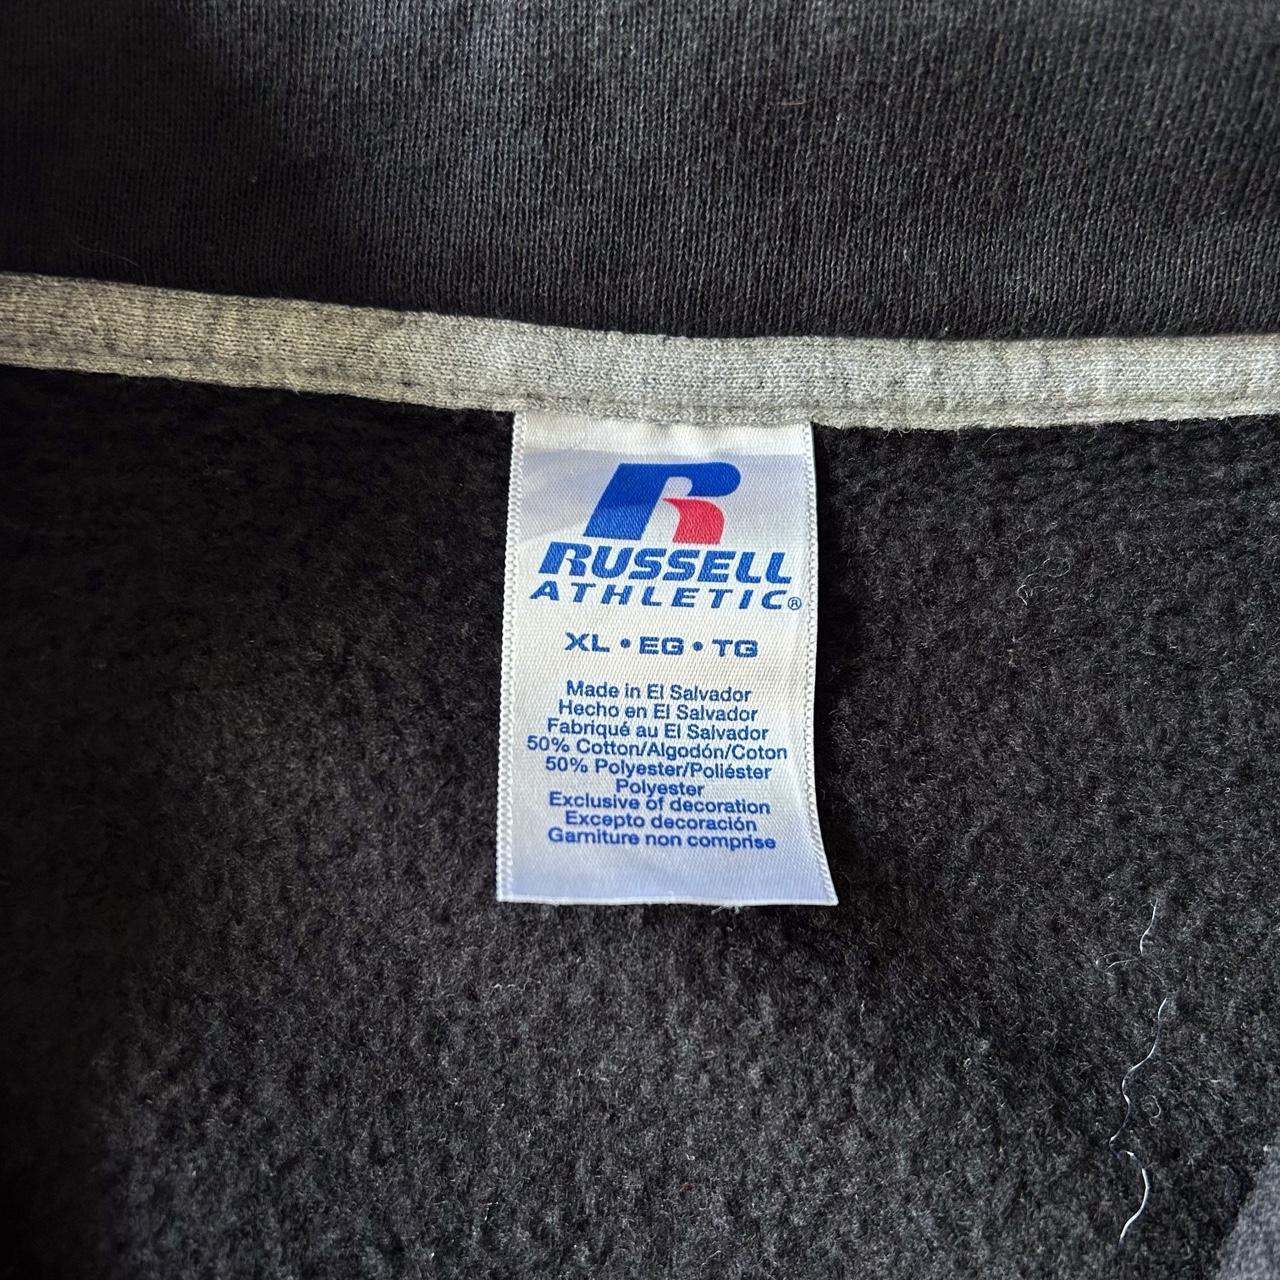 R
RUSSELL
ATHLETIC®
XL • EG • TG
Made in El Salvador
Hecho en El Salvador
Fabriqué au El Salvador
50% Cotton/Algodón/Coton
50% Polyester/Poliéster
Polyester
Exclusive of decoration
Excepto decoración
Garniture non comprise